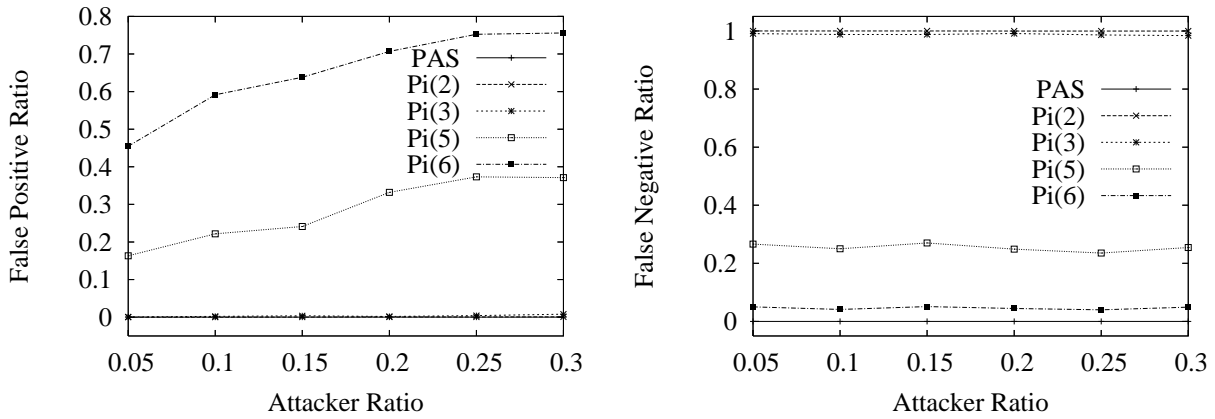 False Positive Ratio
0.8
0.7
0.6
0.5
0.4
0.3
0.2
0.1
0
0.05 0.1 0.15 0.2 0.25 0.3
Attacker Ratio
PAS
Pi(2)
Pi(3)
Pi(5)
Pi(6)
False Negative Ratio
1
0.8
0.6
0.4
0.2
0
0.05 0.1 0.15 0.2 0.25 0.3
Attacker Ratio
PAS
Pi(2)
Pi(3)
Pi(5)
Pi(6)